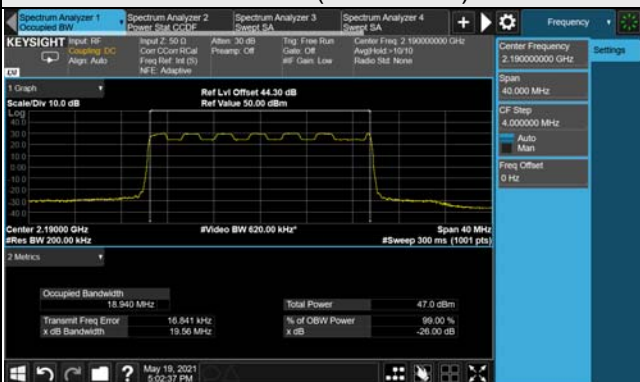 Spectrum Analyzer 1
Occupied BW
Spectrum Analyzer 2
Power Stat CCDF
Spectrum Analyzer 3
Swept SA
Spectrum Analyzer 4
Swept SA
Frequency
KEYSIGHT
Input: RF
Coupling: DC
Align: Auto
Input Z: 50 Ω
Corr CCorr RCal
Freq Ref: Int (S)
NFE: Adaptive
Atten: 30 dB
Preamp: Off
Trig: Free Run
Gate: Off
#IF Gain: Low
Center Freq: 2.190000000 GHz
Avg|Hold:>10/10
Radio Std: None
LXI
Center Frequency
2.190000000 GHz
Settings
Span
40.000 MHz
CF Step
4.000000 MHz
Auto
Man
Freq Offset
0 Hz
1 Graph
Scale/Div 10.0 dB
Ref Lvl Offset 44.30 dB
Ref Value 50.00 dBm
Log
40.0
30.0
20.0
10.0
0.00
-10.0
-20.0
-30.0
-40.0
Center 2.19000 GHz
#Res BW 200.00 kHz
#Video BW 620.00 kHz*
Span 40 MHz
#Sweep 300 ms (1001 pts)
2 Metrics
Occupied Bandwidth
18.940 MHz
Total Power 47.0 dBm
Transmit Freq Error 16.841 kHz
% of OBW Power 99.00 %
x dB Bandwidth 19.56 MHz
x dB -26.00 dB
May 19, 2021
5:02:37 PM